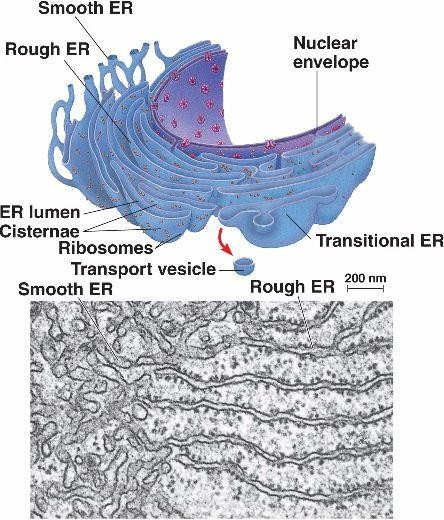 Smooth ER
Rough ER
Nuclear
envelope
ER lumen
Cisternae
Ribosomes
Transitional ER
Transport vesicle
Smooth ER
Rough ER
200 nm